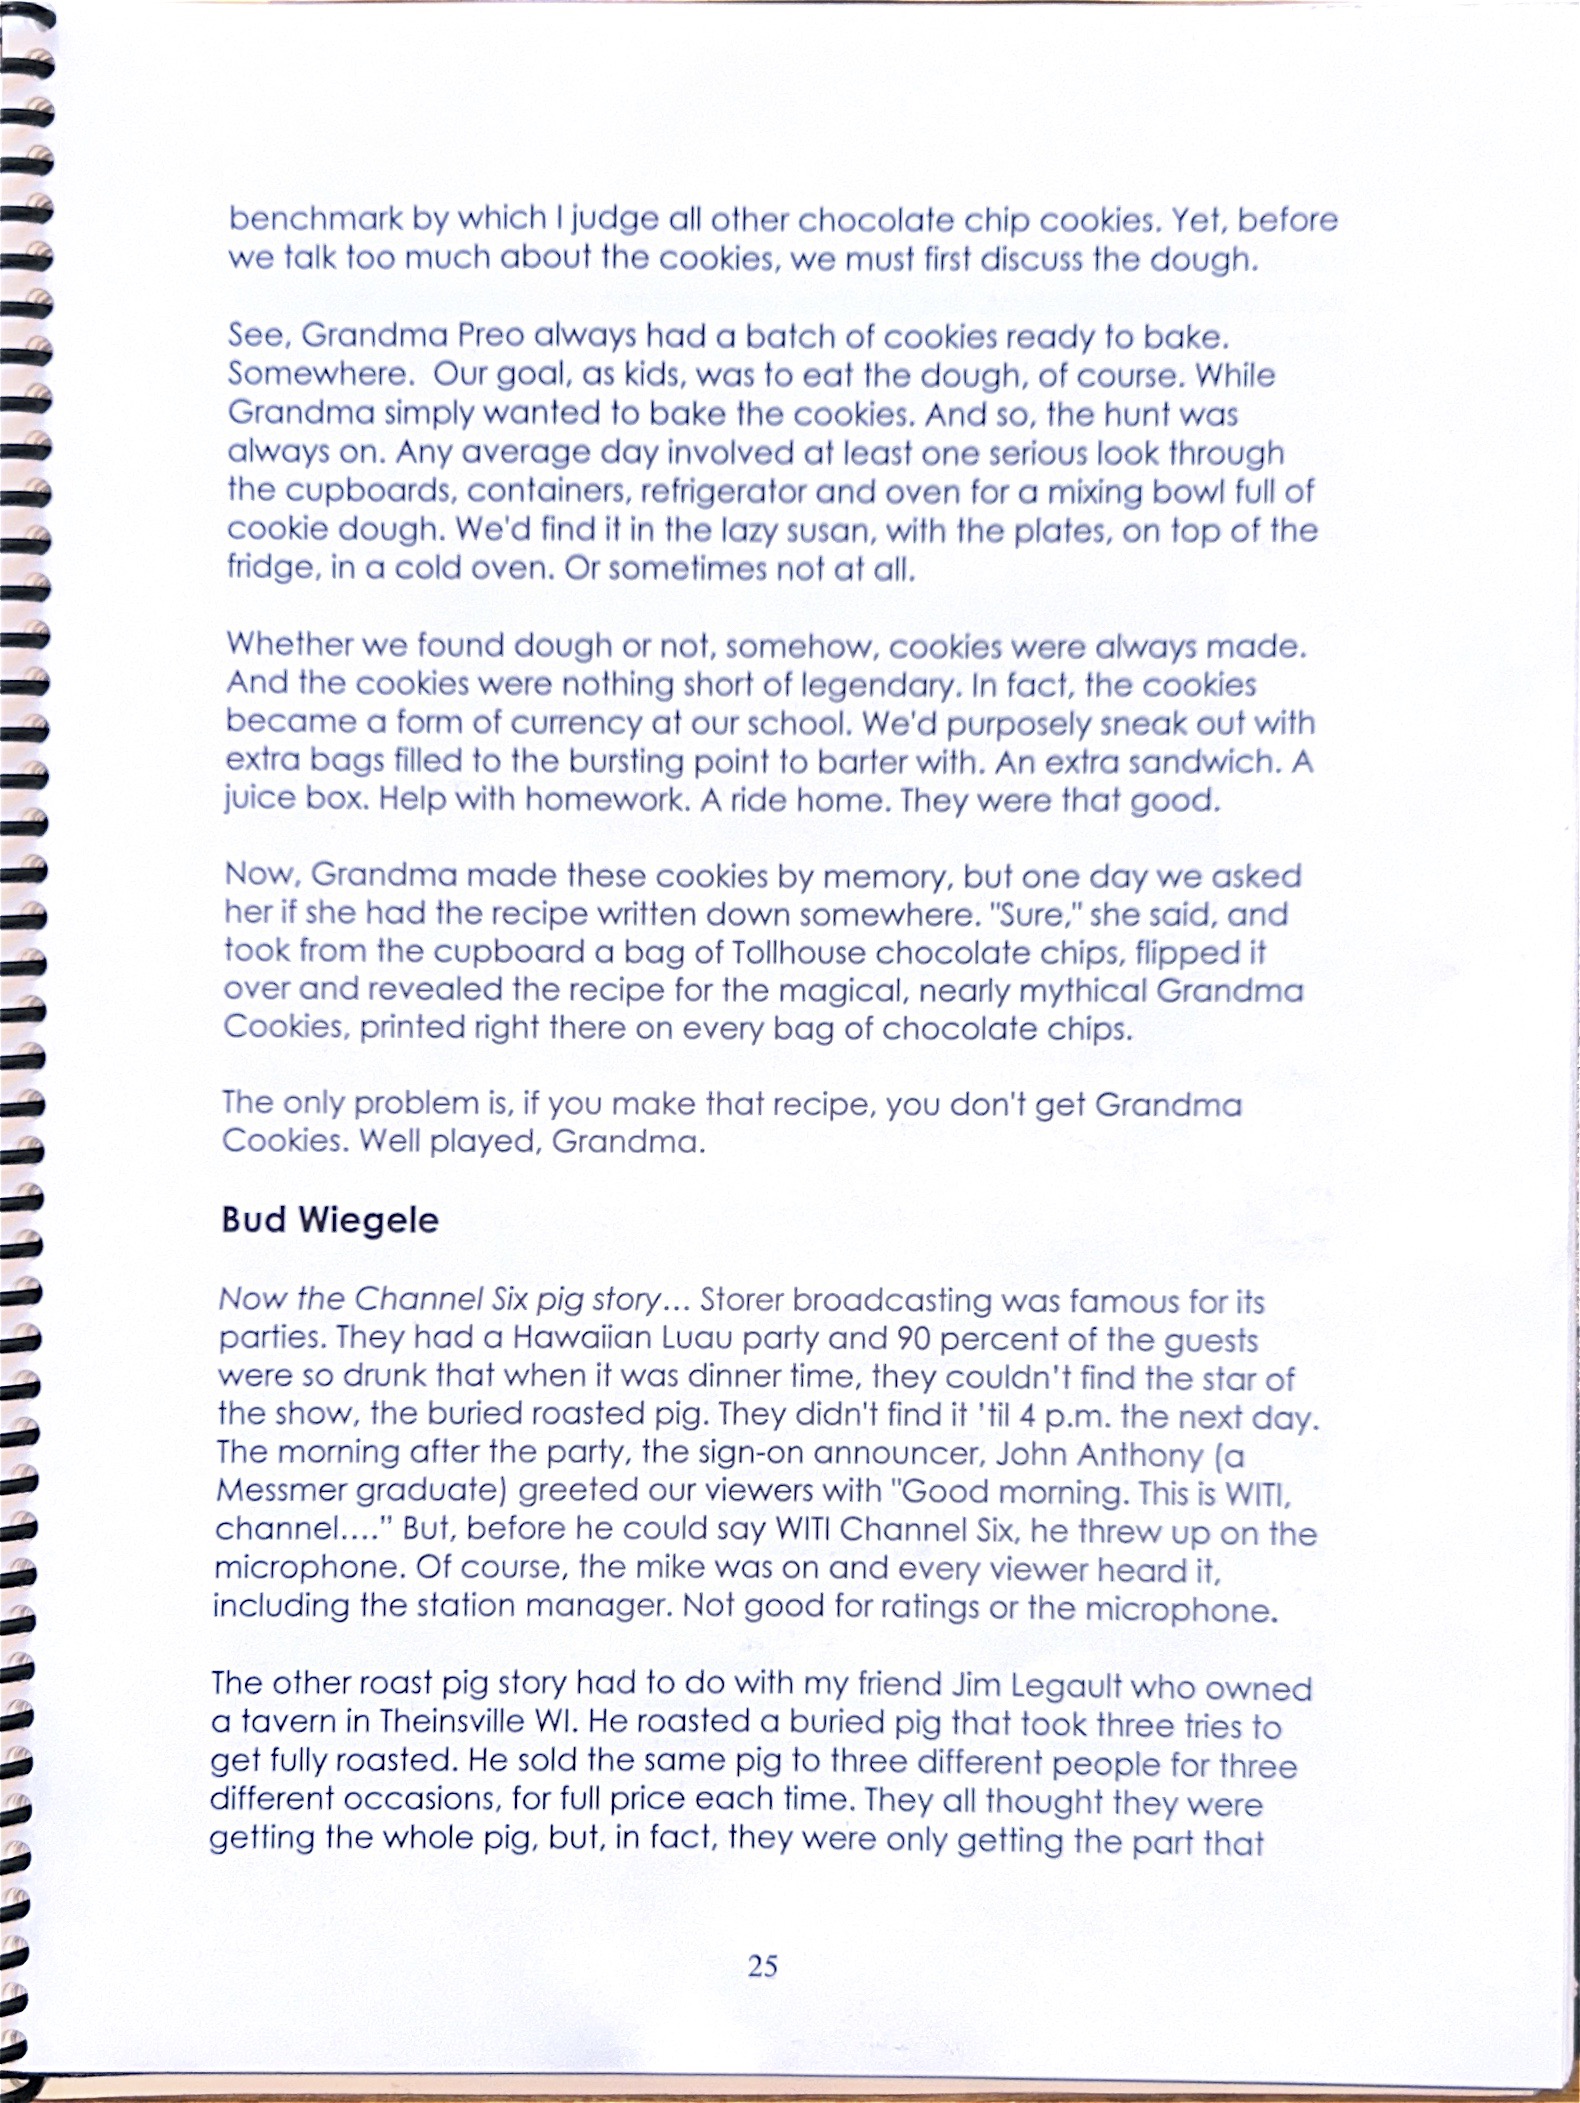 benchmark by which I judge all other chocolate chip cookies. Yet, before
we talk too much about the cookies, we must first discuss the dough.
See, Grandma Preo always had a batch of cookies ready to bake.
Somewhere.  Our goal, as kids, was to eat the dough, of course. While
Grandma simply wanted to bake the cookies. And so, the hunt was
always on. Any average day involved at least one serious look through
the cupboards, containers, refrigerator and oven for a mixing bowl full of
cookie dough. We'd find it in the lazy susan, with the plates, on top of the
fridge, in a cold oven. Or sometimes not at all.
Whether we found dough or not, somehow, cookies were always made.
And the cookies were nothing short of legendary. In fact, the cookies
became a form of currency at our school. We'd purposely sneak out with
extra bags filled to the bursting point to barter with. An extra sandwich. A
juice box. Help with homework. A ride home. They were that good.
Now, Grandma made these cookies by memory, but one day we asked
her if she had the recipe written down somewhere. "Sure," she said, and
took from the cupboard a bag of Tollhouse chocolate chips, flipped it
over and revealed the recipe for the magical, nearly mythical Grandma
Cookies, printed right there on every bag of chocolate chips.
The only problem is, if you make that recipe, you don't get Grandma
Cookies. Well played, Grandma.
Bud Wiegele
Now the Channel Six pig story... Storer broadcasting was famous for its
parties. They had a Hawaiian Luau party and 90 percent of the guests
were so drunk that when it was dinner time, they couldn't find the star of
the show, the buried roasted pig. They didn't find it 'til 4 p.m. the next day.
The morning after the party, the sign-on announcer, John Anthony (a
Messmer graduate) greeted our viewers with "Good morning. This is WITI,
channel...." But, before he could say WITI Channel Six, he threw up on the
microphone. Of course, the mike was on and every viewer heard it,
including the station manager. Not good for ratings or the microphone.
The other roast pig story had to do with my friend Jim Legault who owned
a tavern in Theinsville WI. He roasted a buried pig that took three tries to
get fully roasted. He sold the same pig to three different people for three
different occasions, for full price each time. They all thought they were
getting the whole pig, but, in fact, they were only getting the part that
25